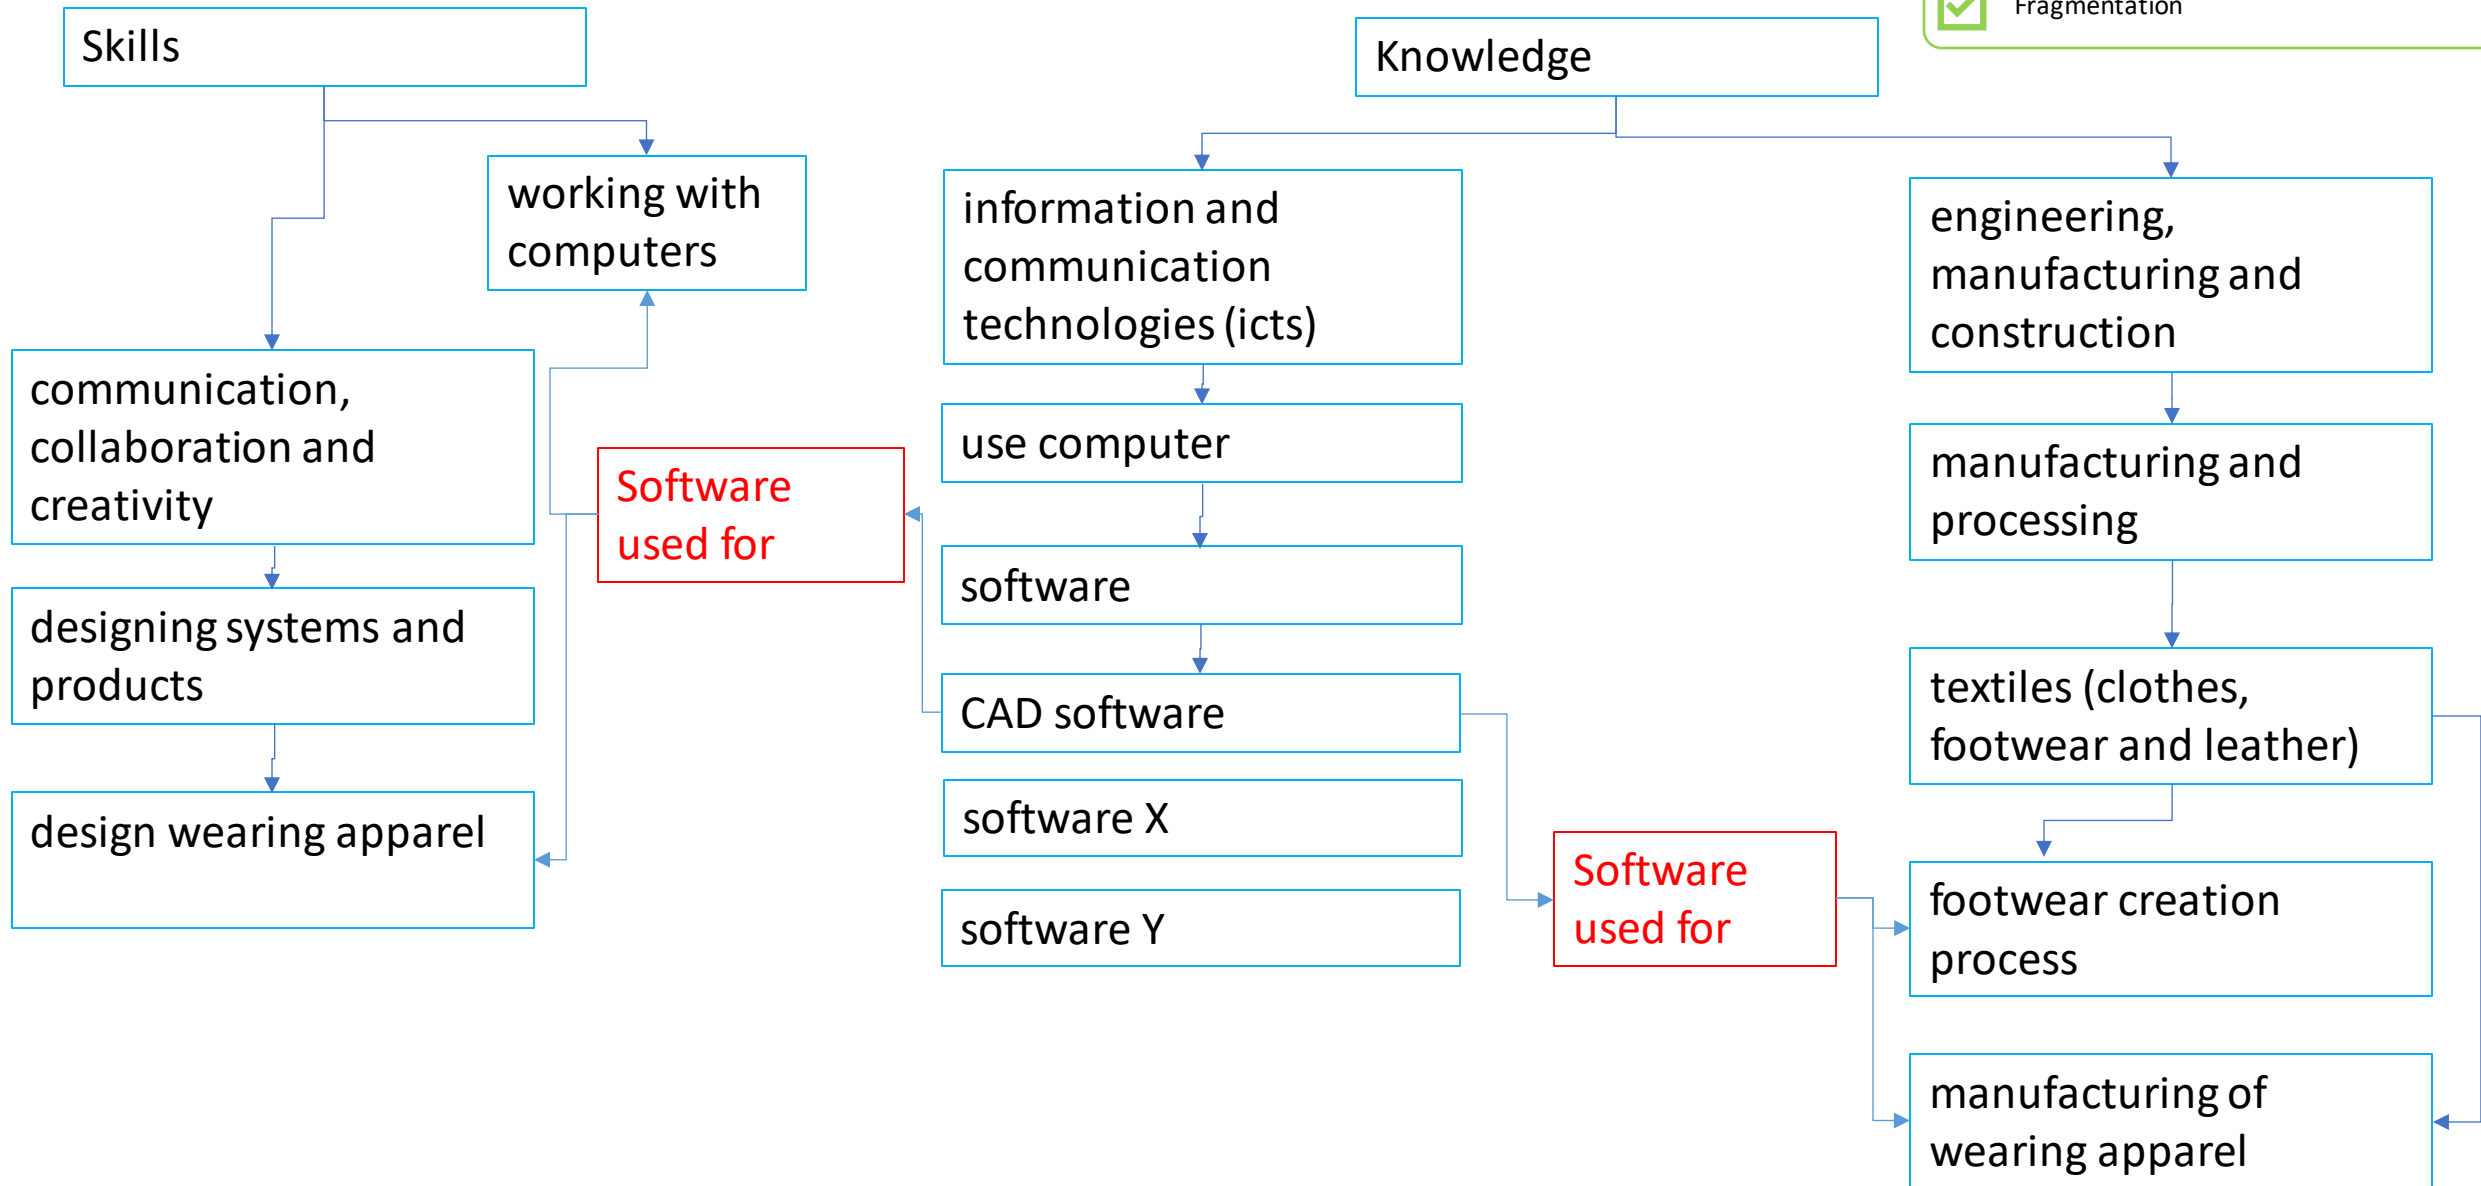 Fragmentation
Skills
Knowledge
working with
computers
information and
communication
technologies (icts)
engineering,
manufacturing and
construction
communication,
collaboration and
creativity
use computer
Software
used for
manufacturing and
processing
software
designing systems and
products
CAD software
textiles (clothes,
footwear and leather)
design wearing apparel
software X
Software
used for
footwear creation
process
software Y
manufacturing of
wearing apparel